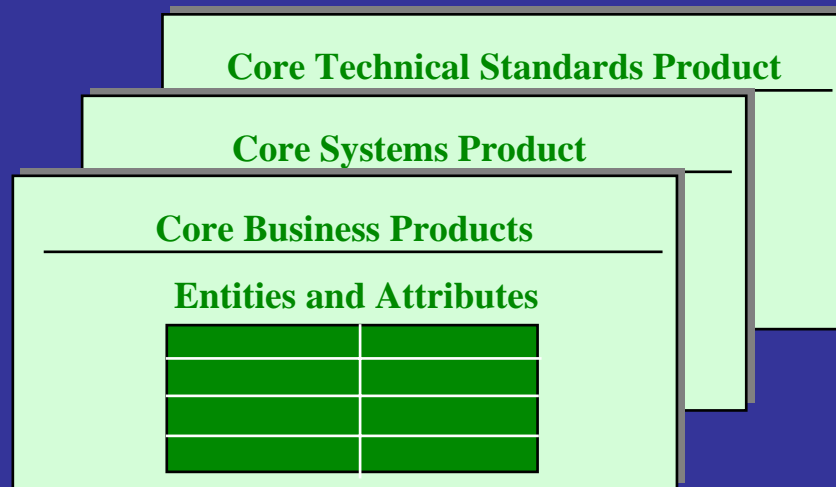 Core Technical Standards Product
Core Systems Product
Core Business Products
Entities and Attributes